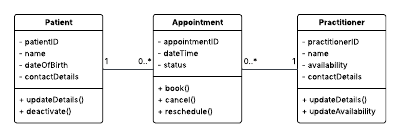 Patient
- patientID
- name
- dateOfBirth
- contactDetails
+ updateDetails()
+ deactivate()
1
0..*
Appointment
- appointmentID
- dateTime
- status
+ book()
+ cancel()
+ reschedule()
0..*
1
Practitioner
- practitionerID
- name
- availability
- contactDetails
+ updateDetails()
+ updateAvailability